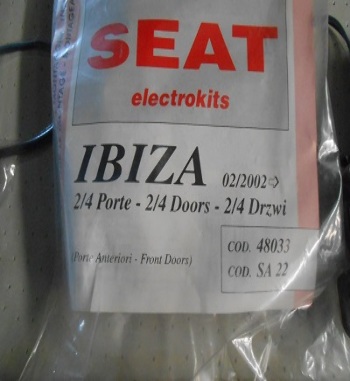 SEAT
electrokits
IBIZA 02/2002⇨
2/4 Porte - 2/4 Doors - 2/4 Drzwi
COD. 48033
COD. SA 22
(Porte Anteriori - Front Doors)